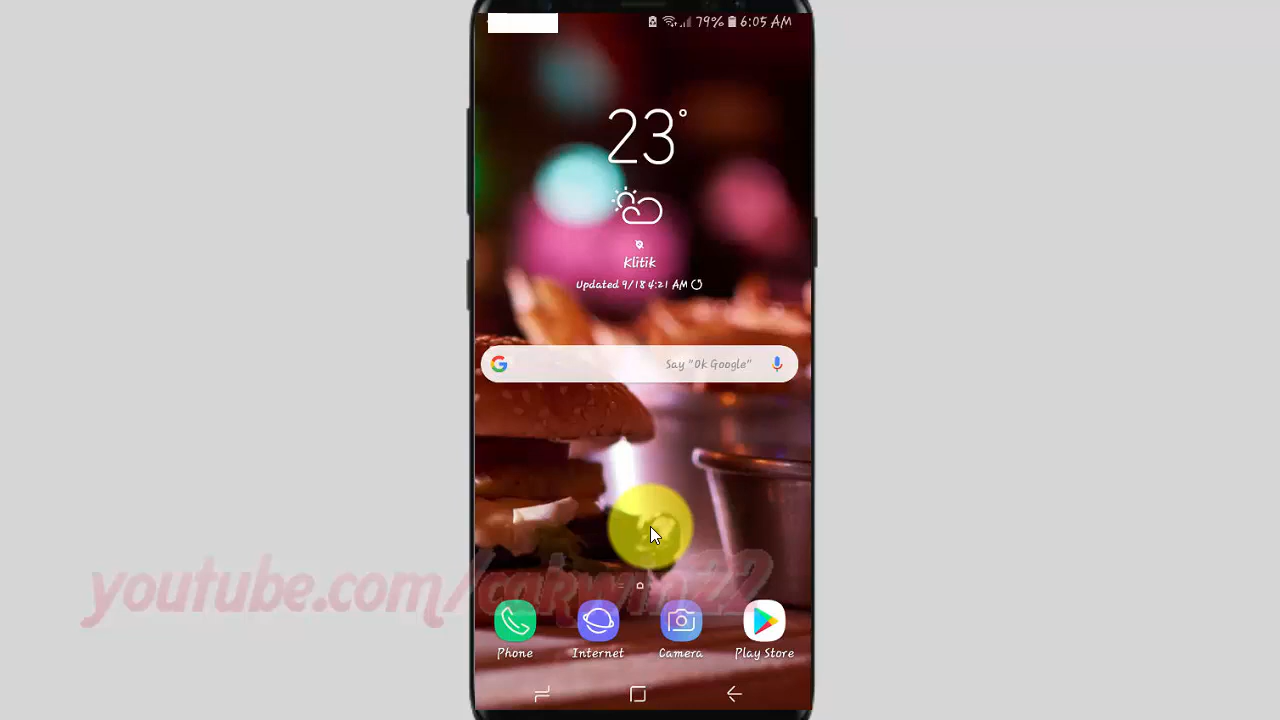 79% 6:05 AM
23°
Klitik
Updated 9/18 4:21 AM
Say "Ok Google"
youtube.com/cakwin22
Phone Internet Camera Play Store